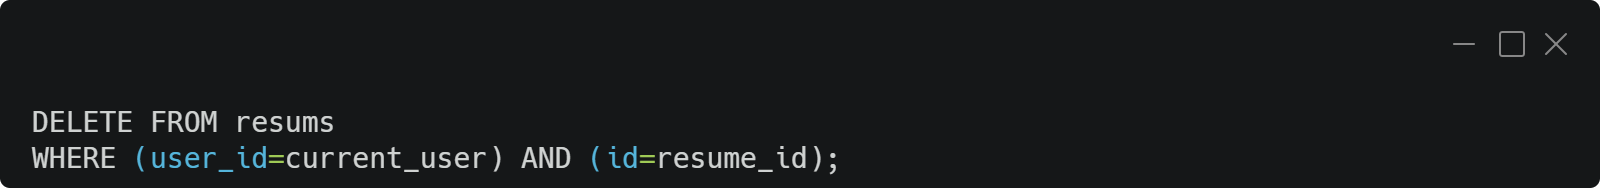 DELETE FROM resums
WHERE (user_id=current_user) AND (id=resume_id);